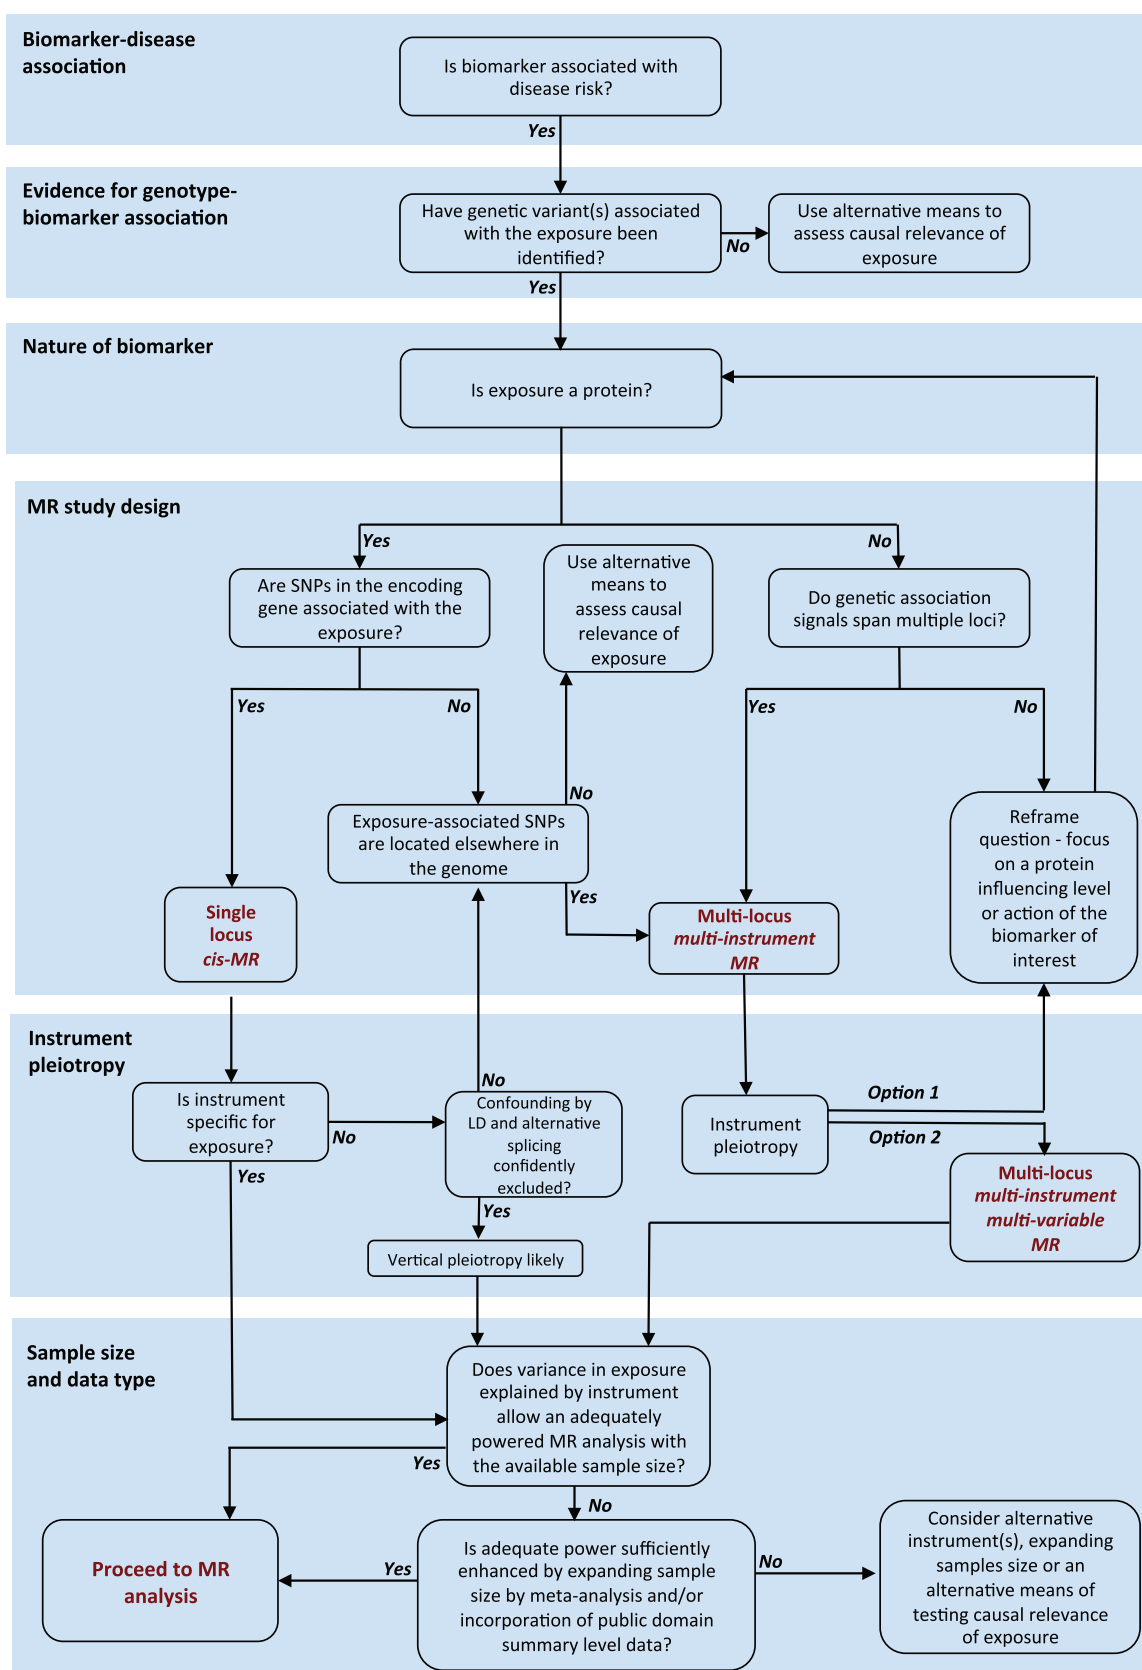 Biomarker-disease
association
Is biomarker associated with
disease risk?
Yes
Evidence for genotype-
biomarker association
Have genetic variant(s) associated
with the exposure been
identified?
No
Use alternative means to
assess causal relevance of
exposure
Yes
Nature of biomarker
Is exposure a protein?
MR study design
Yes
No
Are SNPs in the encoding
gene associated with the
exposure?
Use alternative
means to
assess causal
relevance of
exposure
Do genetic association
signals span multiple loci?
Yes
No
Yes
No
No
Exposure-associated SNPs
are located elsewhere in
the genome
Yes
Reframe
question - focus
on a protein
influencing level
or action of the
biomarker of
interest
Single
locus
cis-MR
Multi-locus
multi-instrument
MR
Instrument
pleiotropy
Is instrument
specific for
exposure?
No
Yes
No
Confounding by
LD and alternative
splicing
confidently
excluded?
Yes
Vertical pleiotropy likely
Instrument
pleiotropy
Option 1
Option 2
Multi-locus
multi-instrument
multi-variable
MR
Sample size
and data type
Does variance in exposure
explained by instrument
allow an adequately
powered MR analysis with
the available sample size?
Yes
No
Proceed to MR
analysis
Yes
Is adequate power sufficiently
enhanced by expanding sample
size by meta-analysis and/or
incorporation of public domain
summary level data?
No
Consider alternative
instrument(s), expanding
samples size or an
alternative means of
testing causal relevance
of exposure